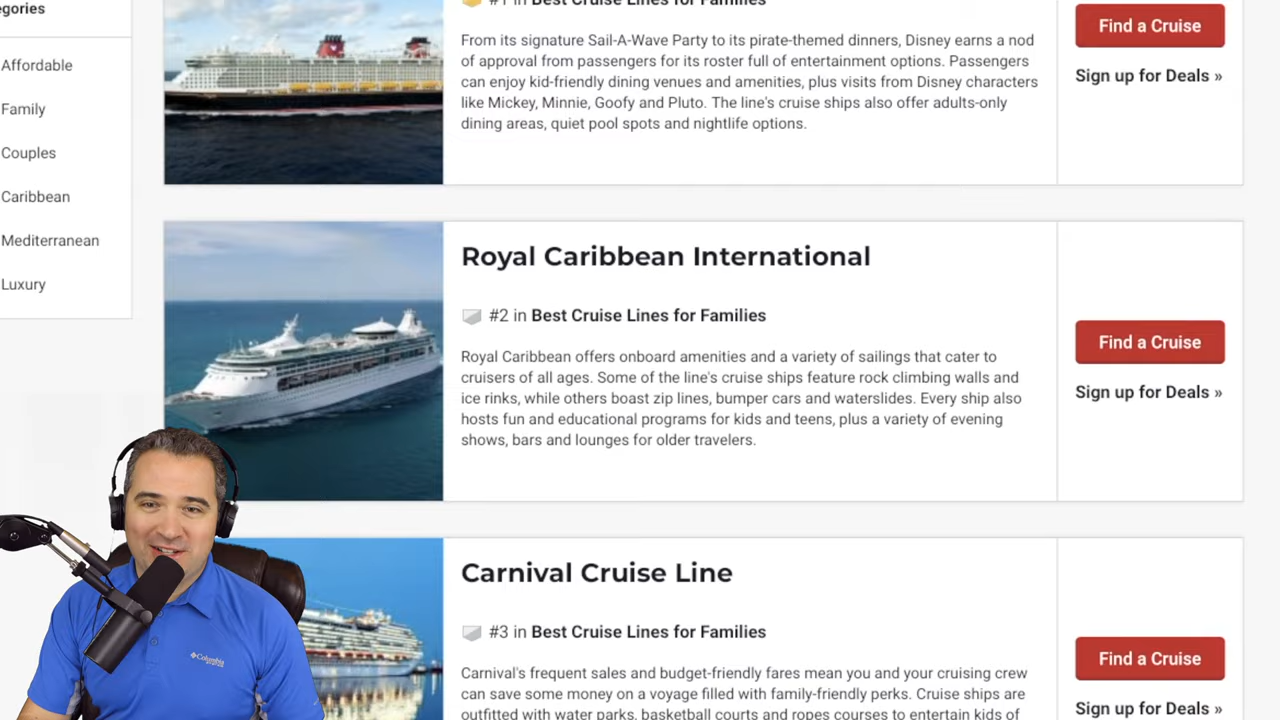 egories
Affordable
Family
Couples
Caribbean
Mediterranean
Luxury
#1 in Best Cruise Lines for Families
From its signature Sail-A-Wave Party to its pirate-themed dinners, Disney earns a nod
of approval from passengers for its roster full of entertainment options. Passengers
can enjoy kid-friendly dining venues and amenities, plus visits from Disney characters
like Mickey, Minnie, Goofy and Pluto. The line's cruise ships also offer adults-only
dining areas, quiet pool spots and nightlife options.
Find a Cruise
Sign up for Deals »
Royal Caribbean International
#2 in Best Cruise Lines for Families
Royal Caribbean offers onboard amenities and a variety of sailings that cater to
cruisers of all ages. Some of the line's cruise ships feature rock climbing walls and
ice rinks, while others boast zip lines, bumper cars and waterslides. Every ship also
hosts fun and educational programs for kids and teens, plus a variety of evening
shows, bars and lounges for older travelers.
Find a Cruise
Sign up for Deals »
Carnival Cruise Line
#3 in Best Cruise Lines for Families
Carnival's frequent sales and budget-friendly fares mean you and your cruising crew
can save some money on a voyage filled with family-friendly perks. Cruise ships are
outfitted with water parks, basketball courts and ropes courses to entertain kids of
Find a Cruise
Sign up for Deals »
Columbia